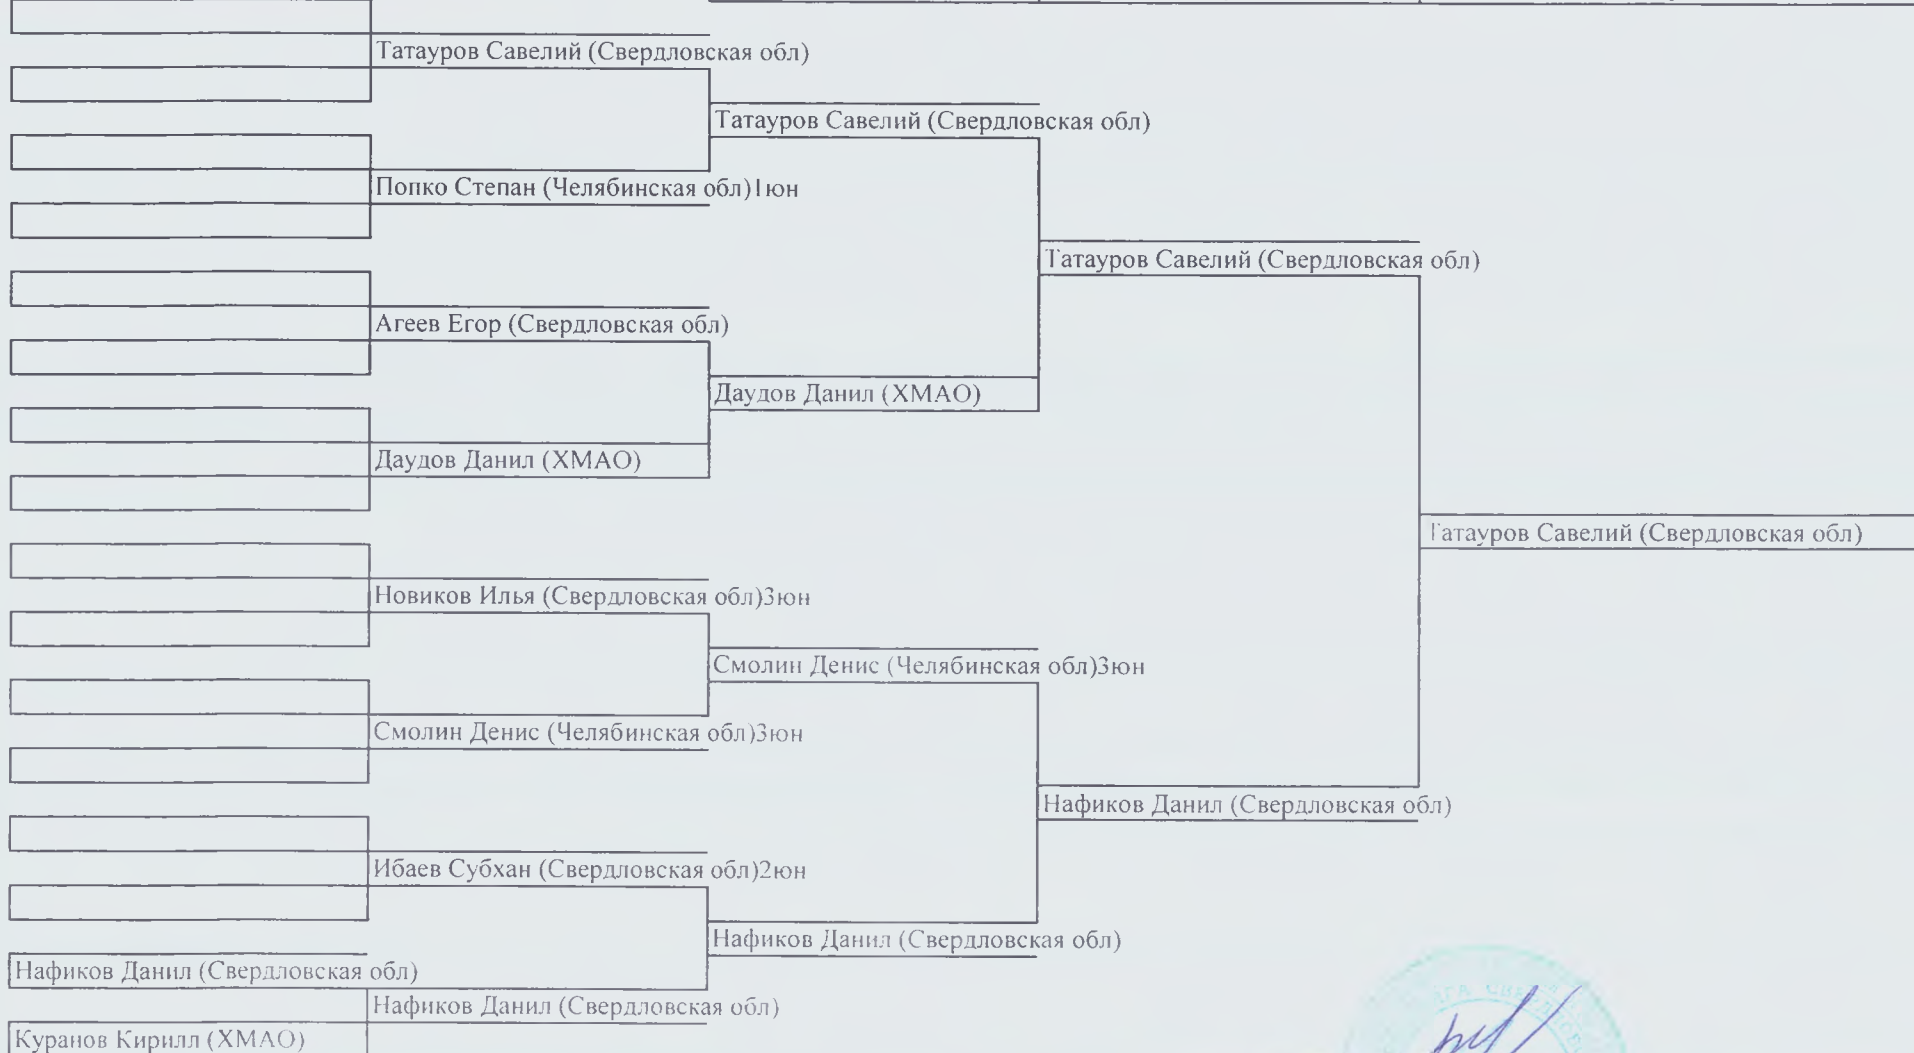 Татауров Савелий (Свердловская обл)
Татауров Савелий (Свердловская обл)
Попко Степан (Челябинская обл)1юн
Татауров Савелий (Свердловская обл)
Агеев Егор (Свердловская обл)
Даудов Данил (ХМАО)
Даудов Данил (ХМАО)
Татауров Савелий (Свердловская обл)
Новиков Илья (Свердловская обл)3юн
Смолин Денис (Челябинская обл)3юн
Смолин Денис (Челябинская обл)3юн
Нафиков Данил (Свердловская обл)
Ибаев Субхан (Свердловская обл)2юн
Нафиков Данил (Свердловская обл)
Нафиков Данил (Свердловская обл)
Нафиков Данил (Свердловская обл)
Куранов Кирилл (ХМАО)